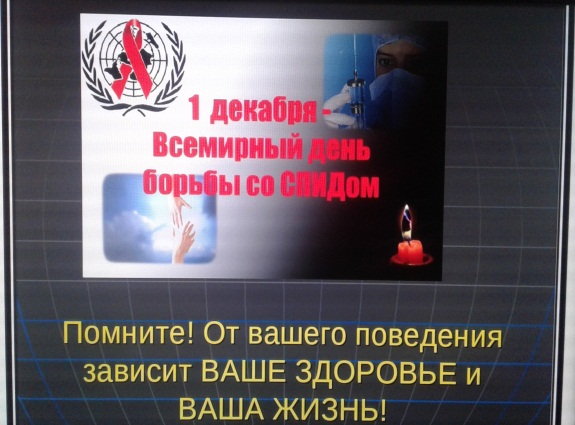 1 декабря -
Всемирный день
борьбы со СПИДом
Помните! От вашего поведения
зависит ВАШЕ ЗДОРОВЬЕ и
ВАША ЖИЗНЬ!